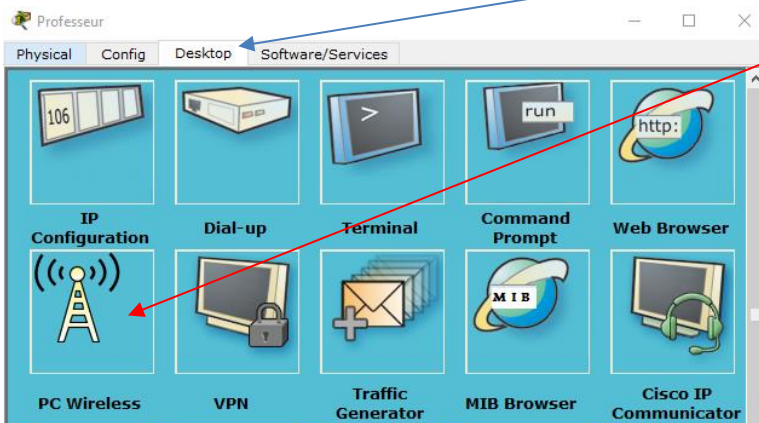 Professeur
Physical Config Desktop Software/Services
106
>
run
http:
IP
Configuration
Dial-up
Terminal
Command
Prompt
Web Browser
MIB
PC Wireless
VPN
Traffic
Generator
MIB Browser
Cisco IP
Communicator